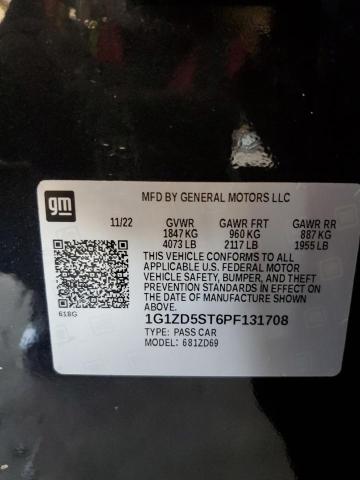 gm
MFD BY GENERAL MOTORS LLC
11/22 GVWR GAWR FRT GAWR RR
1847 KG 960 KG 887 KG
4073 LB 2117 LB 1955 LB
THIS VEHICLE CONFORMS TO ALL
APPLICABLE U.S. FEDERAL MOTOR
VEHICLE SAFETY, BUMPER, AND THEFT
PREVENTION STANDARDS IN EFFECT ON
THE DATE OF MANUFACTURE SHOWN
ABOVE.
618G
1G1ZD5ST6PF131708
TYPE: PASS CAR
MODEL: 681ZD69